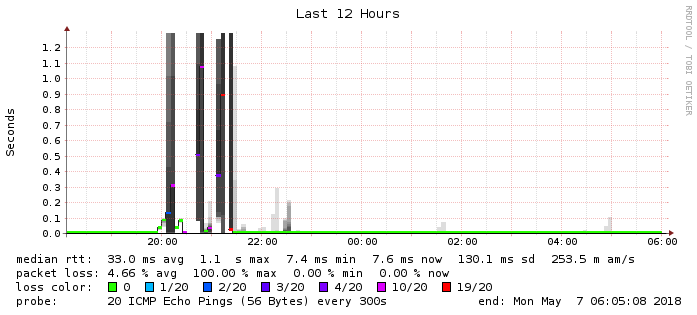 Last 12 Hours
RRDTOOL / TOBI OETIKER
Seconds
1.2
1.1
1.0
0.9
0.8
0.7
0.6
0.5
0.4
0.3
0.2
0.1
0.0
20:00 22:00 00:00 02:00 04:00 06:00
median rtt: 33.0 ms avg 1.1 s max 7.4 ms min 7.6 ms now 130.1 ms sd 253.5 m am/s
packet loss: 4.66 % avg 100.00 % max 0.00 % min 0.00 % now
loss color: 0 1/20 2/20 3/20 4/20 10/20 19/20
probe: 20 ICMP Echo Pings (56 Bytes) every 300s end: Mon May 7 06:05:08 2018